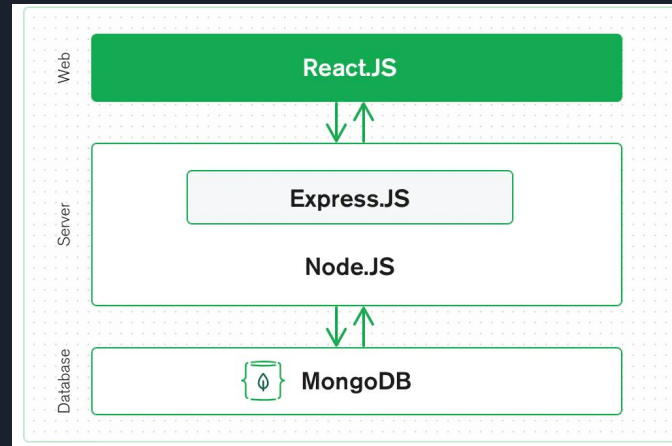 Web
React.JS
Server
Express.JS
Node.JS
Database
MongoDB